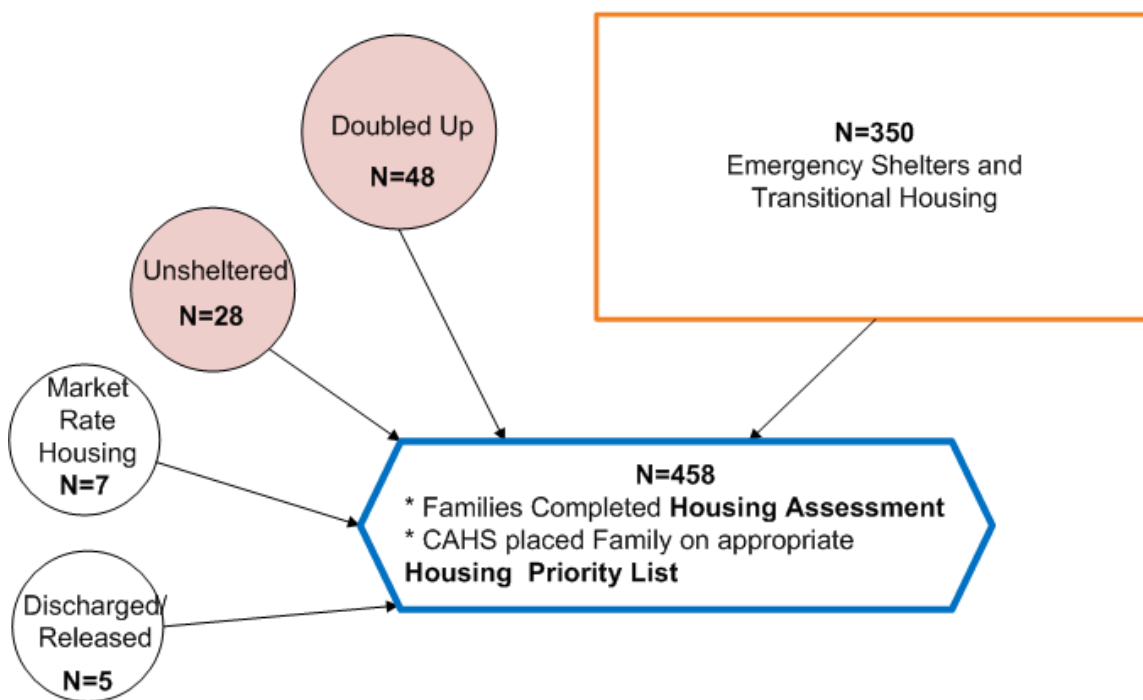 Doubled Up
N=48
N=350
Emergency Shelters and
Transitional Housing
Unsheltered
N=28
Market
Rate
Housing
N=7
N=458
* Families Completed Housing Assessment
* CAHS placed Family on appropriate
Housing Priority List
Discharged/
Released
N=5